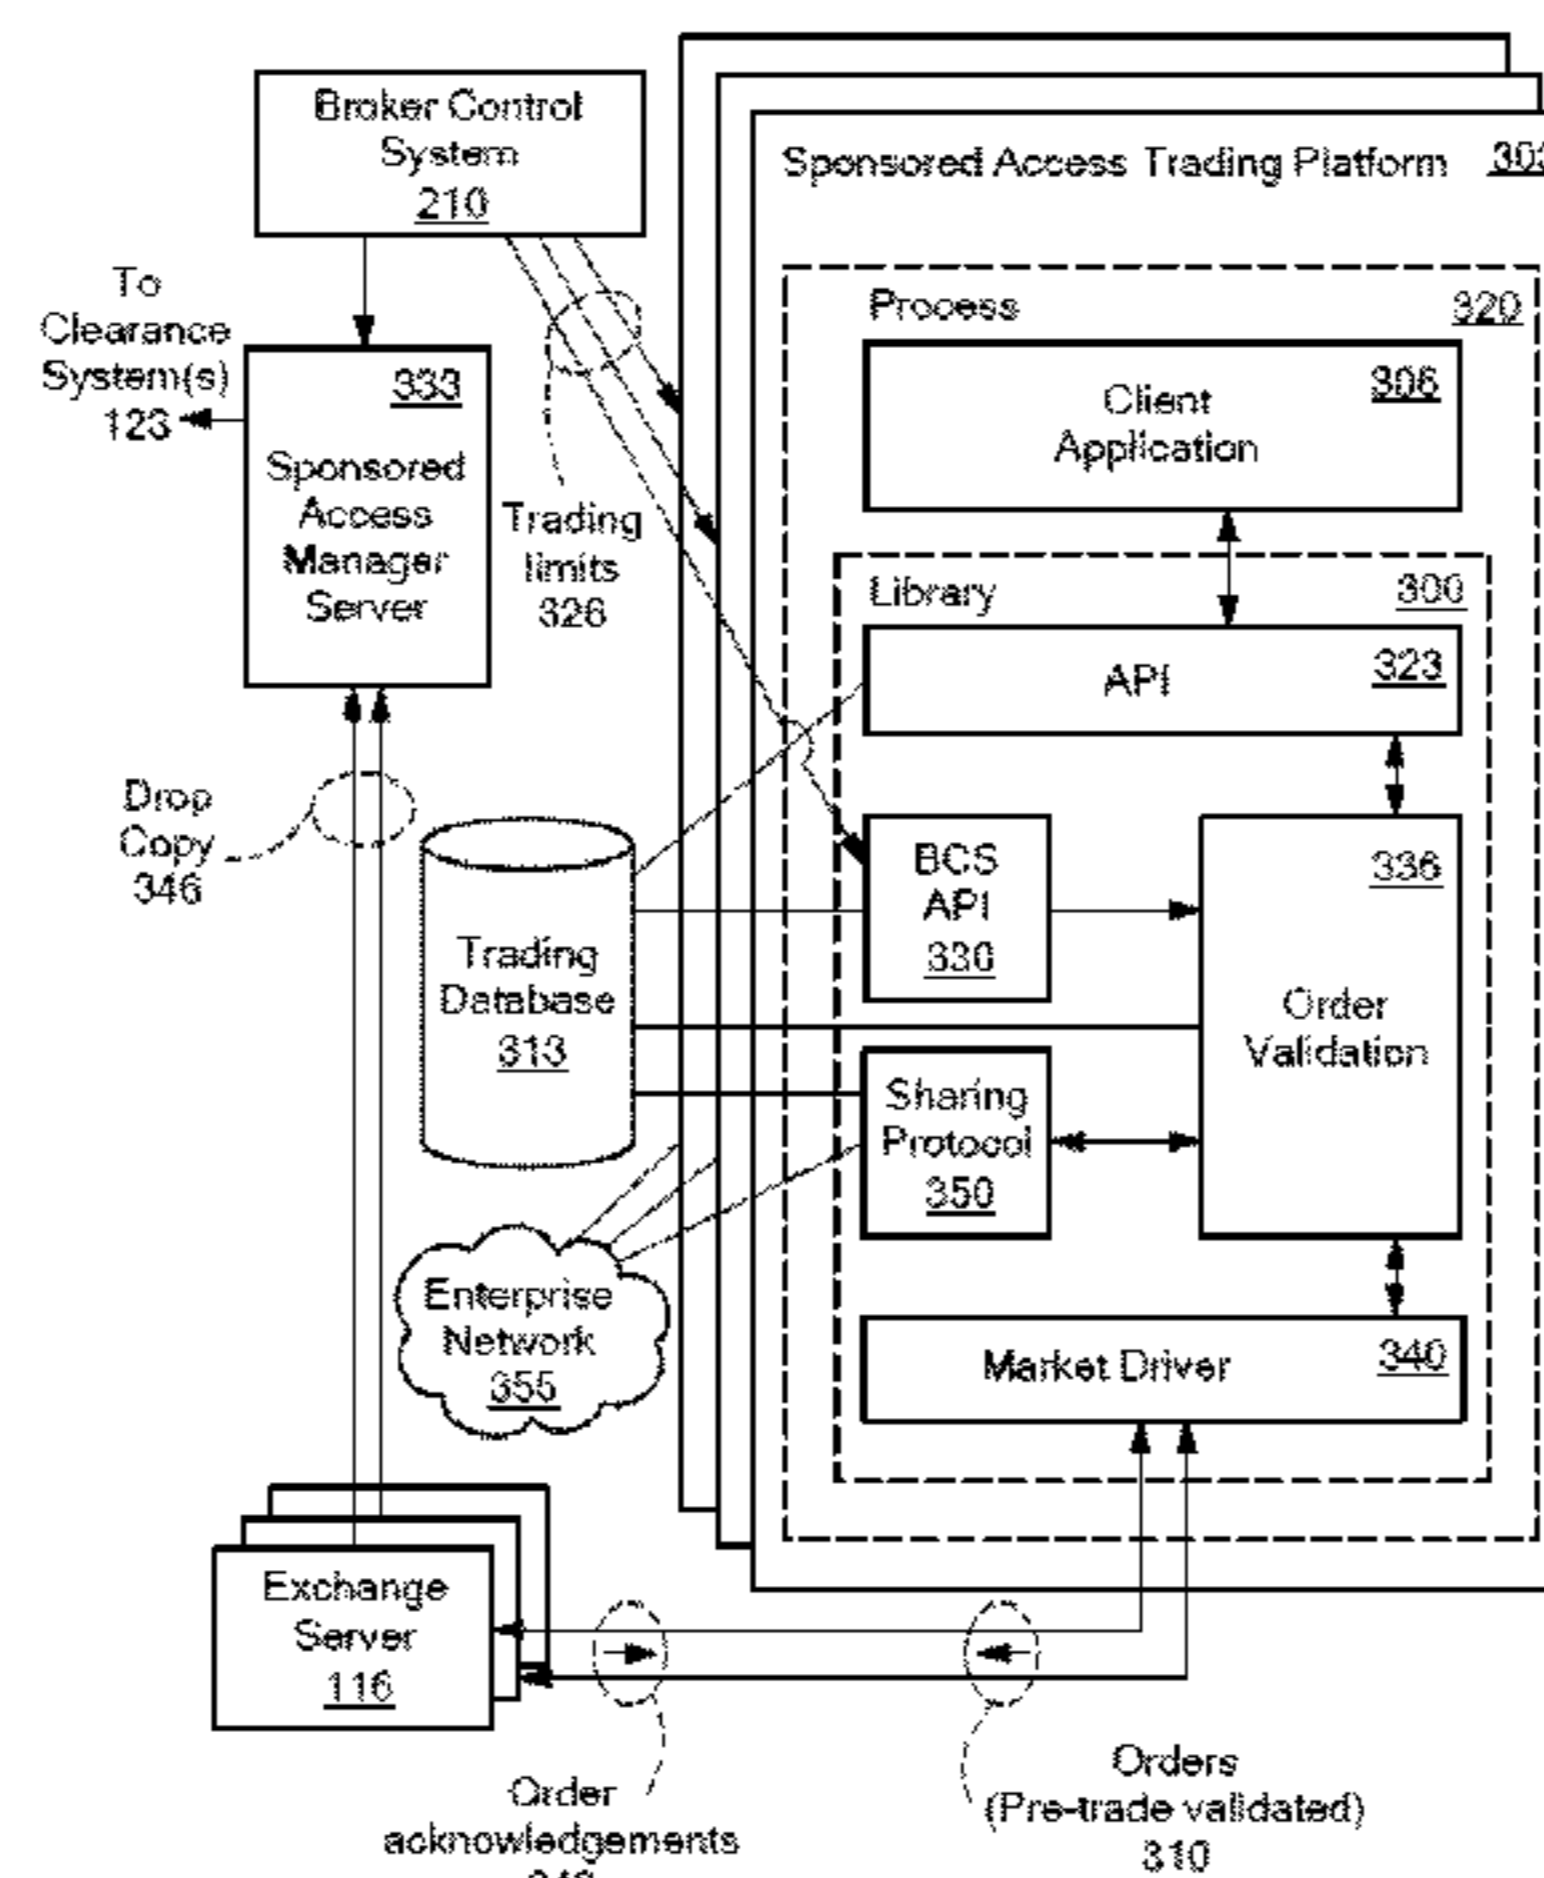 Broker Control
System
210
Sponsored Access Trading Platform
To
Clearance
System(s)
123
333
Sponsored
Access
Manager
Server
Trading
limits
326
Process
320
306
Client
Application
Library
300
API
323
Drop
Copy
346
BCS
API
330
336
Order
Validation
Trading
Database
313
Sharing
Protocol
350
Enterprise
Network
355
Market Driver
340
Exchange
Server
116
Order
acknowledgements
Orders
(Pre-trade validated)
310